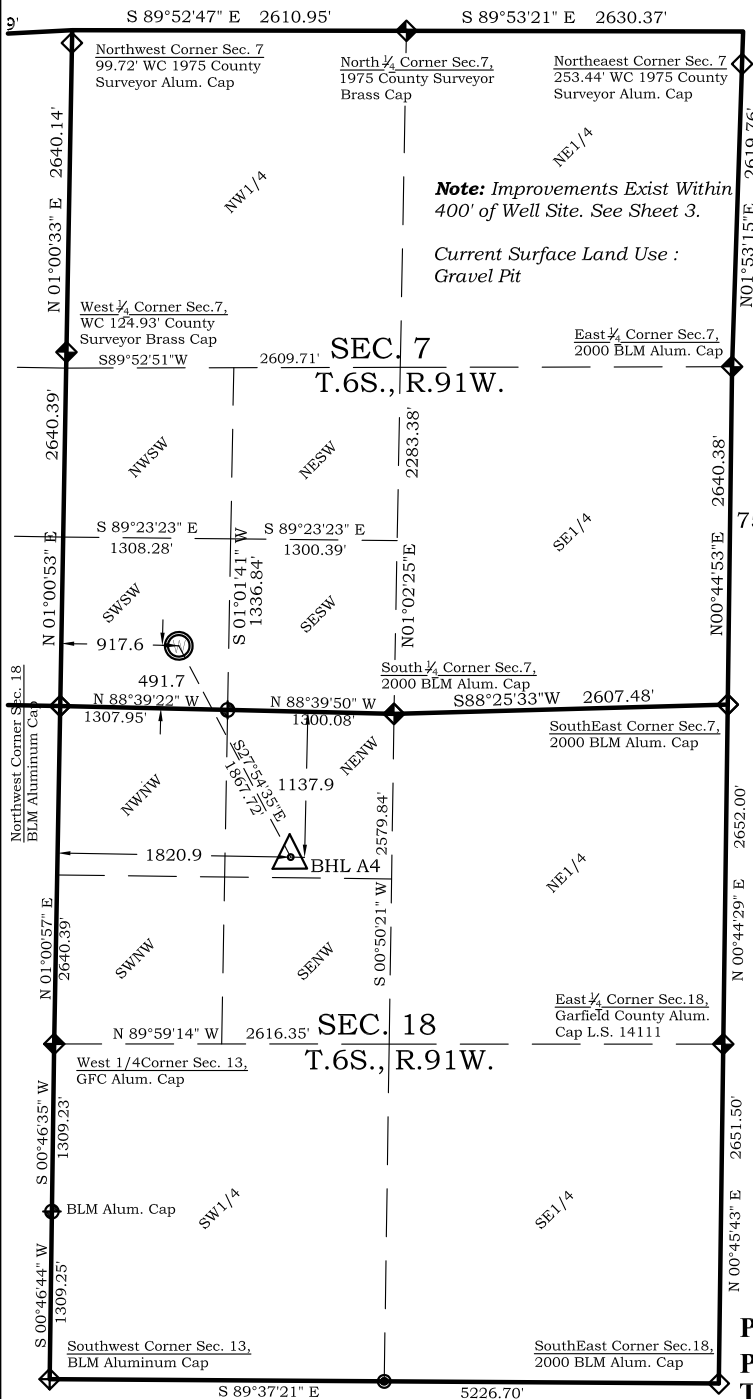 9'
S 89°52'47" E 2610.95'
S 89°53'21" E 2630.37'
Northwest Corner Sec. 7
99.72' WC 1975 County
Surveyor Alum. Cap
North 1/4 Corner Sec.7,
1975 County Surveyor
Brass Cap
Northeaest Corner Sec. 7
253.44' WC 1975 County
Surveyor Alum. Cap
N 01°00'33" E 2640.14'
NW1/4
NE1/4
N01°53'15"E 2619.76'
Note: Improvements Exist Within
400' of Well Site. See Sheet 3.
Current Surface Land Use :
Gravel Pit
West 1/4 Corner Sec.7,
WC 124.93' County
Surveyor Brass Cap
East 1/4 Corner Sec.7,
2000 BLM Alum. Cap
S89°52'51"W 2609.71'
SEC. 7
T.6S., R.91W.
N 01°00'53" E 2640.39'
NWSW
NESW
N01°02'25"E 2283.38'
SE1/4
N00°44'53"E 2640.38'
S 89°23'23" E
1308.28'
S 89°23'23" E
1300.39'
S 01°01'41" W
1336.84'
SWSW
SESW
917.6
491.7
South 1/4 Corner Sec.7,
2000 BLM Alum. Cap
Northwest Corner Sec. 18
BLM Aluminum Cap
N 88°39'22" W
1307.95'
N 88°39'50" W
1300.08'
S88°25'33"W 2607.48'
SouthEast Corner Sec.7,
2000 BLM Alum. Cap
S27°54'35"E
1867.72'
NWNW
NENW
1137.9
1820.9
BHL A4
S 00°50'21" W 2579.84'
NE1/4
N 00°44'29" E 2652.00'
N 01°00'57" E
2640.39'
SWNW
SENW
East 1/4 Corner Sec.18,
Garfield County Alum.
Cap L.S. 14111
N 89°59'14" W 2616.35'
SEC. 18
T.6S., R.91W.
West 1/4Corner Sec. 13,
GFC Alum. Cap
S 00°46'35" W
1309.23'
BLM Alum. Cap
SW1/4
SE1/4
N 00°45'43" E 2651.50'
S 00°46'44" W
1309.25'
Southwest Corner Sec. 13,
BLM Aluminum Cap
SouthEast Corner Sec.18,
2000 BLM Alum. Cap
S 89°37'21" E 5226.70'